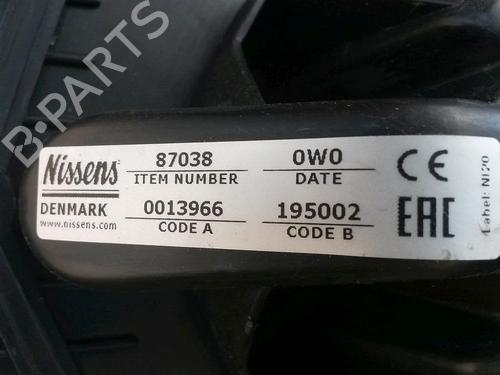 B-PARTS
Nissens 87038 0W0
ITEM NUMBER DATE
DENMARK 0013966 195002
www.nissens.com CODE A CODE B
CE
EAC
Label: NI20